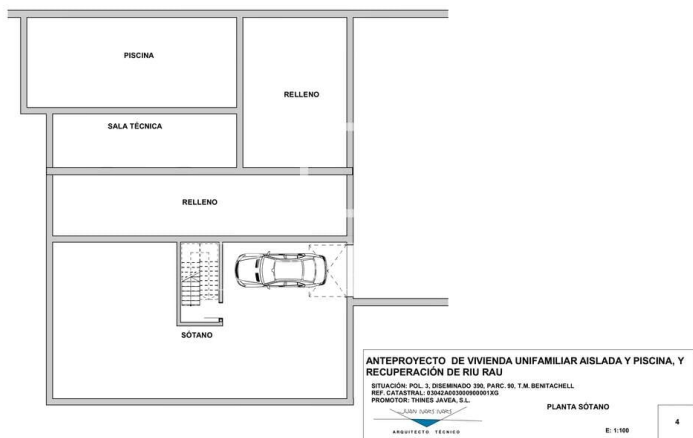 PISCINA
RELLENO
SALA TÉCNICA
RELLENO
SÓTANO
ANTEPROYECTO DE VIVIENDA UNIFAMILIAR AISLADA Y PISCINA, Y
RECUPERACIÓN DE RIU RAU
SITUACIÓN: POL. 3, DISEMINADO 390, PARC. 90, T.M. BENITACHELL
REF. CATASTRAL: 03042A003000900001XG
PROMOTOR: THINES JAVEA, S.L.
PLANTA SÓTANO
ARQUITECTO TÉCNICO
E: 1:100
4